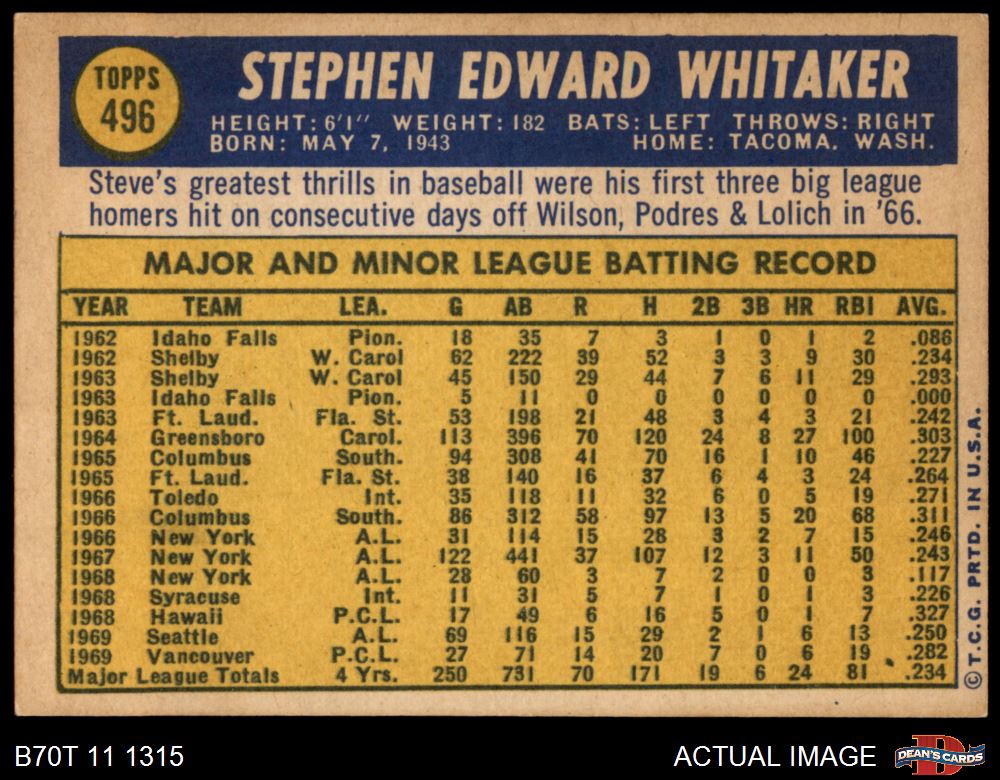 TOPPS
496
STEPHEN EDWARD WHITAKER
HEIGHT: 6'1" WEIGHT: 182 BATS: LEFT THROWS: RIGHT
BORN: MAY 7, 1943 HOME: TACOMA, WASH.
Steve's greatest thrills in baseball were his first three big league
homers hit on consecutive days off Wilson, Podres & Lolich in '66.
MAJOR AND MINOR LEAGUE BATTING RECORD
YEAR TEAM LEA. G AB R H 2B 3B HR RBI AVG.
1962 Idaho Falls Pion. 18 35 7 3 1 0 1 2 .086
1962 Shelby W. Carol 62 222 39 52 3 3 9 30 .234
1963 Shelby W. Carol 45 150 29 44 7 6 11 29 .293
1963 Idaho Falls Pion. 5 11 0 0 0 0 0 0 .000
1963 Ft. Laud. Fla. St. 53 198 21 48 3 4 3 21 .242
1964 Greensboro Carol. 113 396 70 120 24 8 27 100 .303
1965 Columbus South. 94 308 41 70 16 1 10 46 .227
1965 Ft. Laud. Fla. St. 38 140 16 37 6 4 3 24 .264
1966 Toledo Int. 35 118 11 32 6 0 5 19 .271
1966 Columbus South. 86 312 58 97 13 5 20 68 .311
1966 New York A.L. 31 114 15 28 3 2 7 15 .246
1967 New York A.L. 122 441 37 107 12 3 11 50 .243
1968 New York A.L. 28 60 3 7 2 0 0 3 .117
1968 Syracuse Int. 11 31 5 7 1 0 1 3 .226
1968 Hawaii P.C.L. 17 49 6 16 5 0 1 7 .327
1969 Seattle A.L. 69 116 15 29 2 1 6 13 .250
1969 Vancouver P.C.L. 27 71 14 20 7 0 6 19 .282
Major League Totals 4 Yrs. 250 731 70 171 19 6 24 81 .234
© T.C.G. PRTD. IN U.S.A.
B70T 11 1315 ACTUAL IMAGE
DEAN'S CARDS